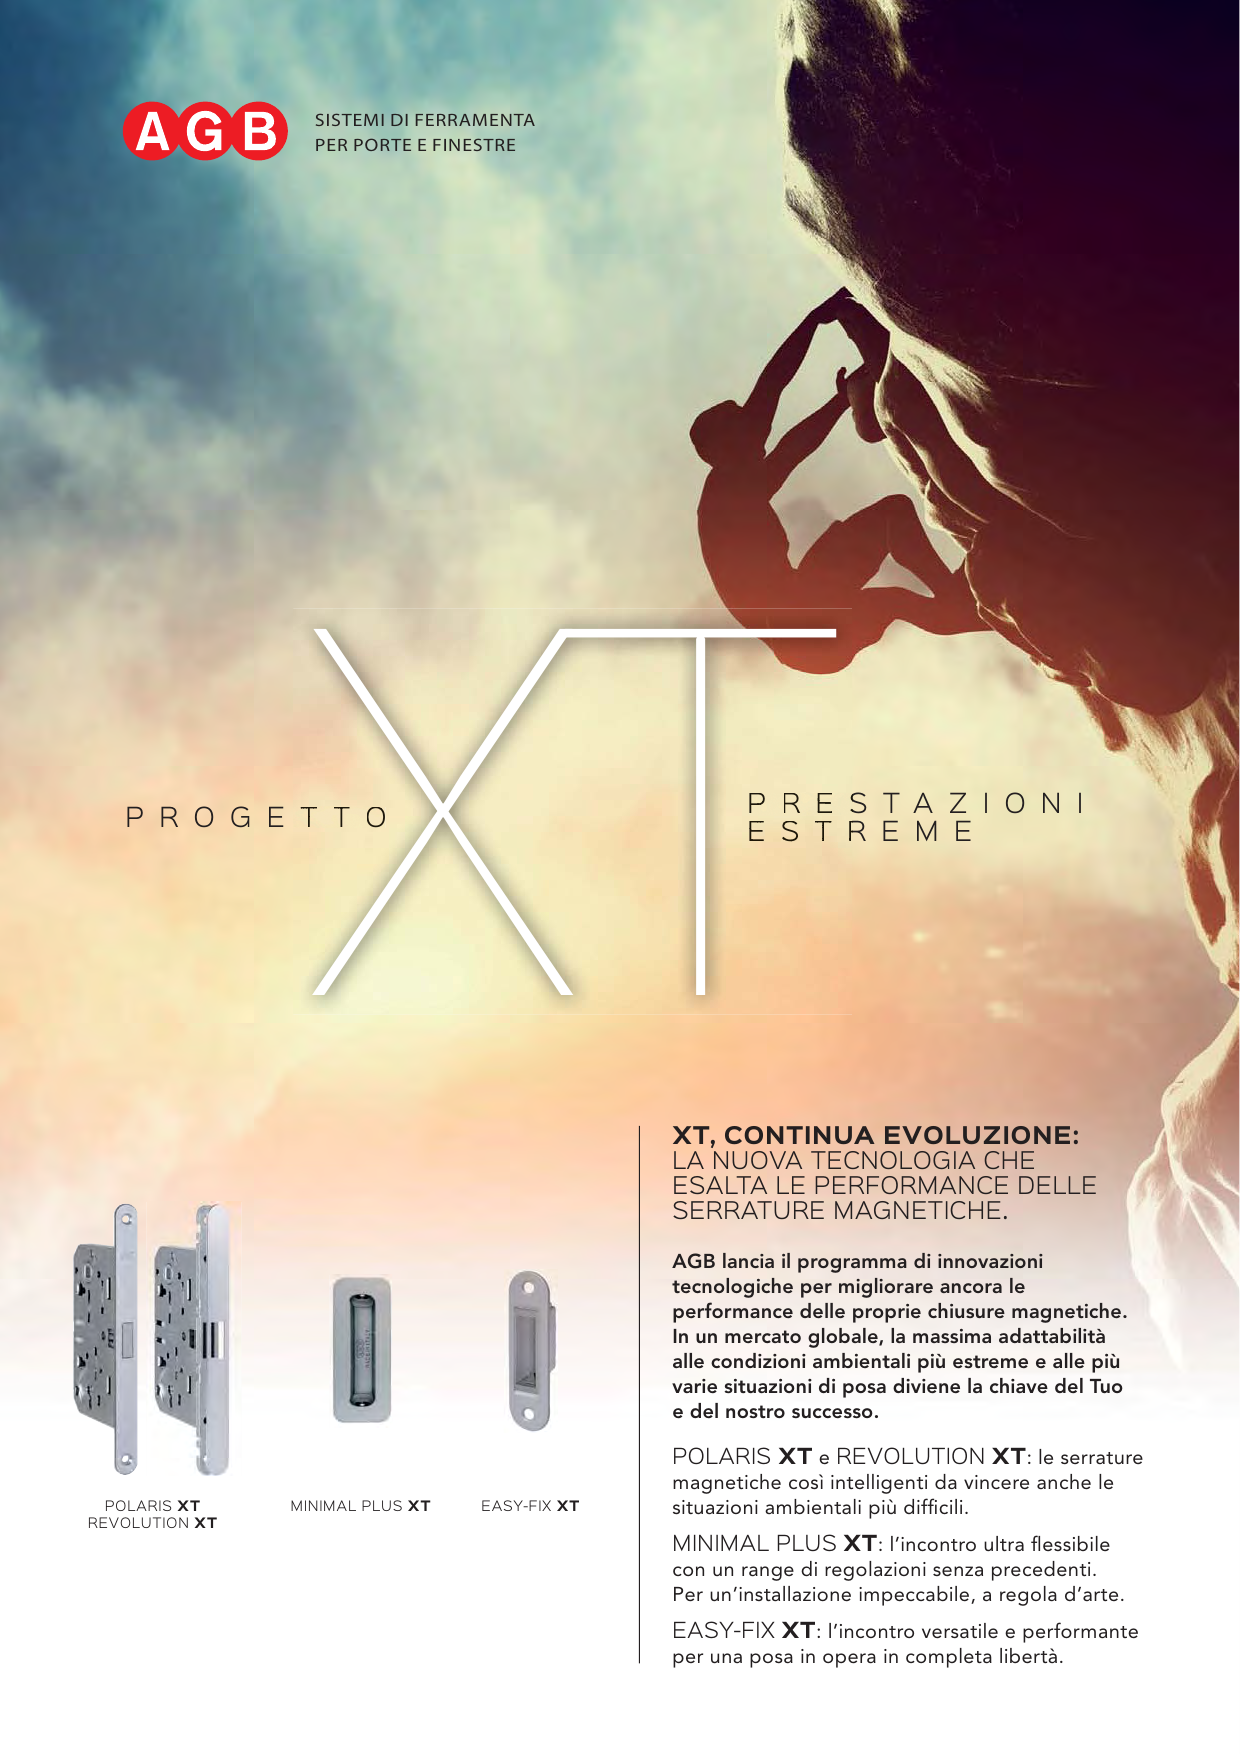 AGB
SISTEMI DI FERRAMENTA
PER PORTE E FINESTRE
PROGETTO
XT
PRESTAZIONI
ESTREME
XT, CONTINUA EVOLUZIONE:
LA NUOVA TECNOLOGIA CHE
ESALTA LE PERFORMANCE DELLE
SERRATURE MAGNETICHE.
AGB lancia il programma di innovazioni
tecnologiche per migliorare ancora le
performance delle proprie chiusure magnetiche.
In un mercato globale, la massima adattabilità
alle condizioni ambientali più estreme e alle più
varie situazioni di posa diviene la chiave del Tuo
e del nostro successo.
POLARIS XT e REVOLUTION XT: le serrature
magnetiche così intelligenti da vincere anche le
situazioni ambientali più difficili.
MINIMAL PLUS XT: l'incontro ultra flessibile
con un range di regolazioni senza precedenti.
Per un'installazione impeccabile, a regola d'arte.
EASY-FIX XT: l'incontro versatile e performante
per una posa in opera in completa libertà.
POLARIS XT
REVOLUTION XT
MINIMAL PLUS XT
EASY-FIX XT